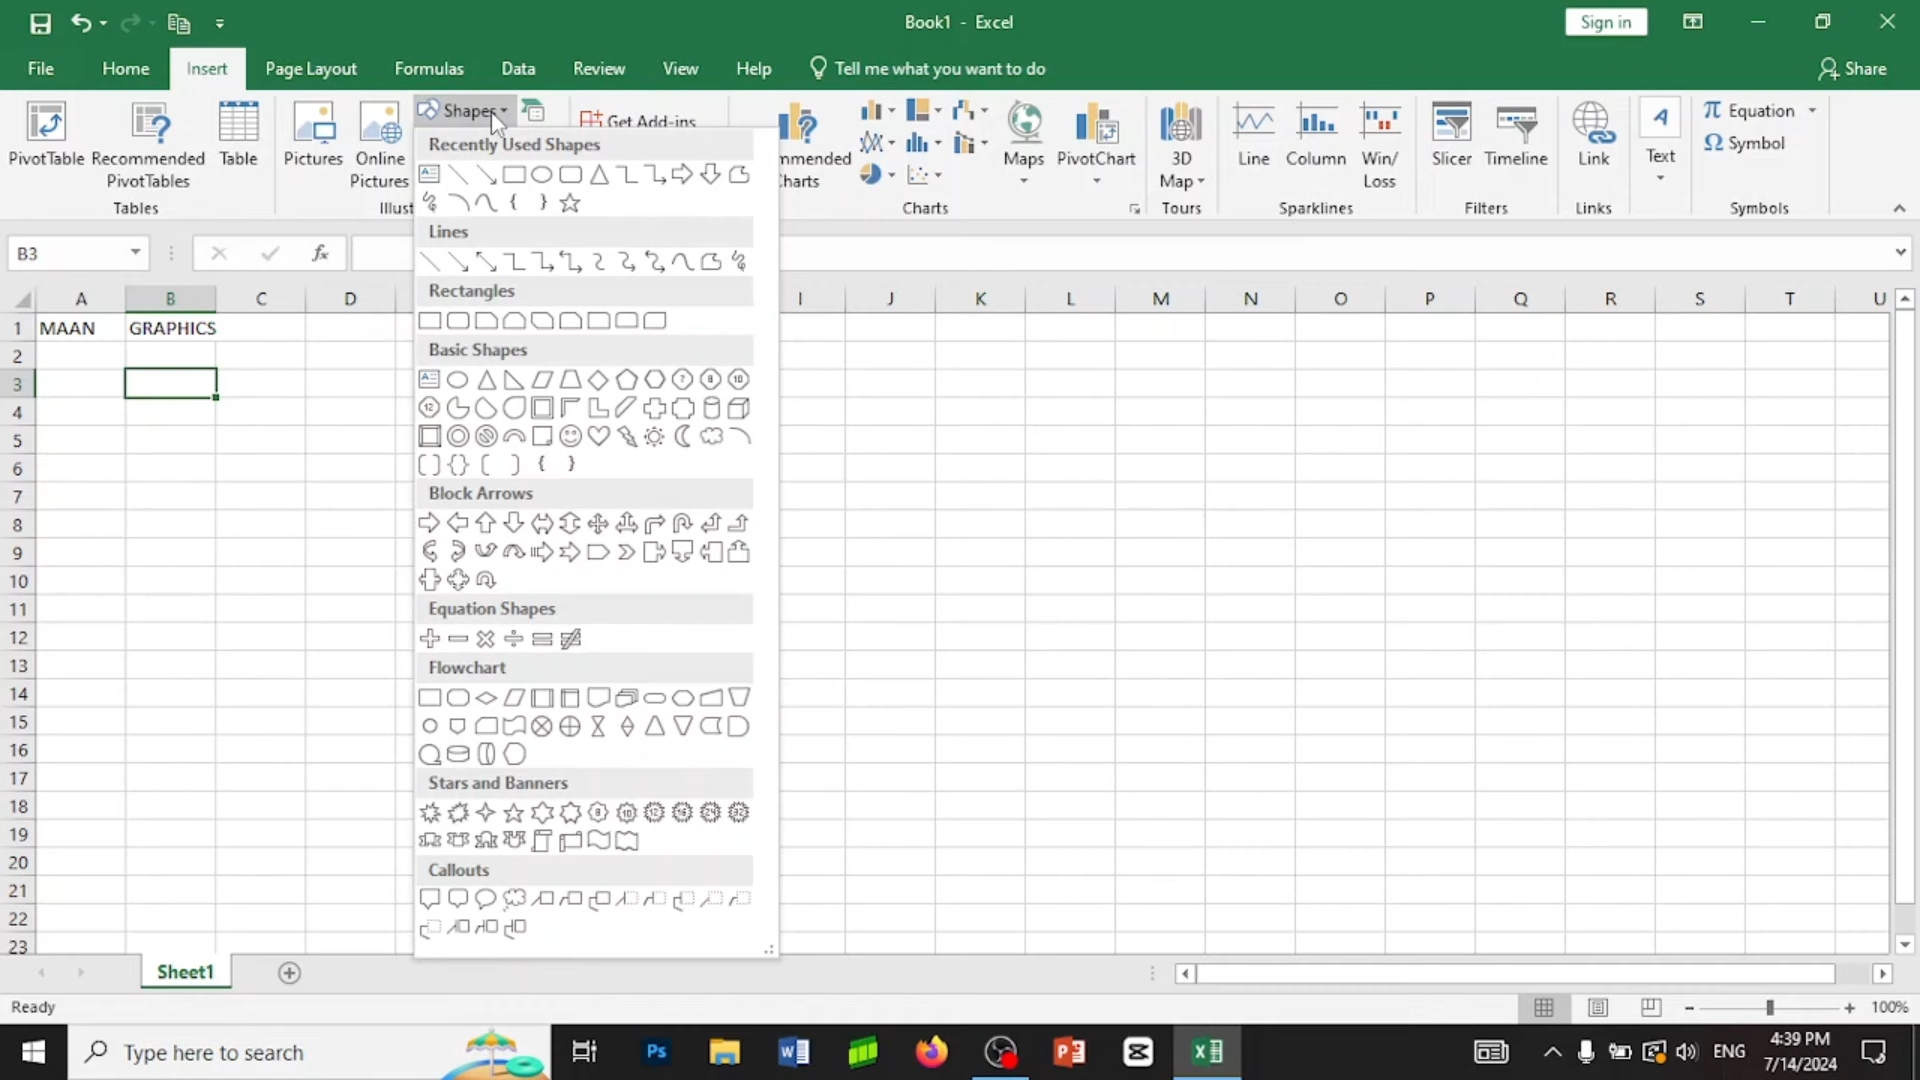 Book1 - Excel
Sign in
File Home Insert Page Layout Formulas Data Review View Help Tell me what you want to do Share
Shapes
Get Add-ins
Equation
Symbol
PivotTable Recommended PivotTables Table Pictures Online Pictures
mmended Charts Maps PivotChart 3D Map Line Column Win/Loss Slicer Timeline Link Text
Tables Illust Charts Tours Sparklines Filters Links Symbols
B3 fx
A B C D I J K L M N O P Q R S T U
1 MAAN GRAPHICS
2
3
4
5
6
7
8
9
10
11
12
13
14
15
16
17
18
19
20
21
22
23
Recently Used Shapes
Lines
Rectangles
Basic Shapes
Block Arrows
Equation Shapes
Flowchart
Stars and Banners
Callouts
Sheet1
Ready 100%
Type here to search
Ps
ENG
4:39 PM
7/14/2024